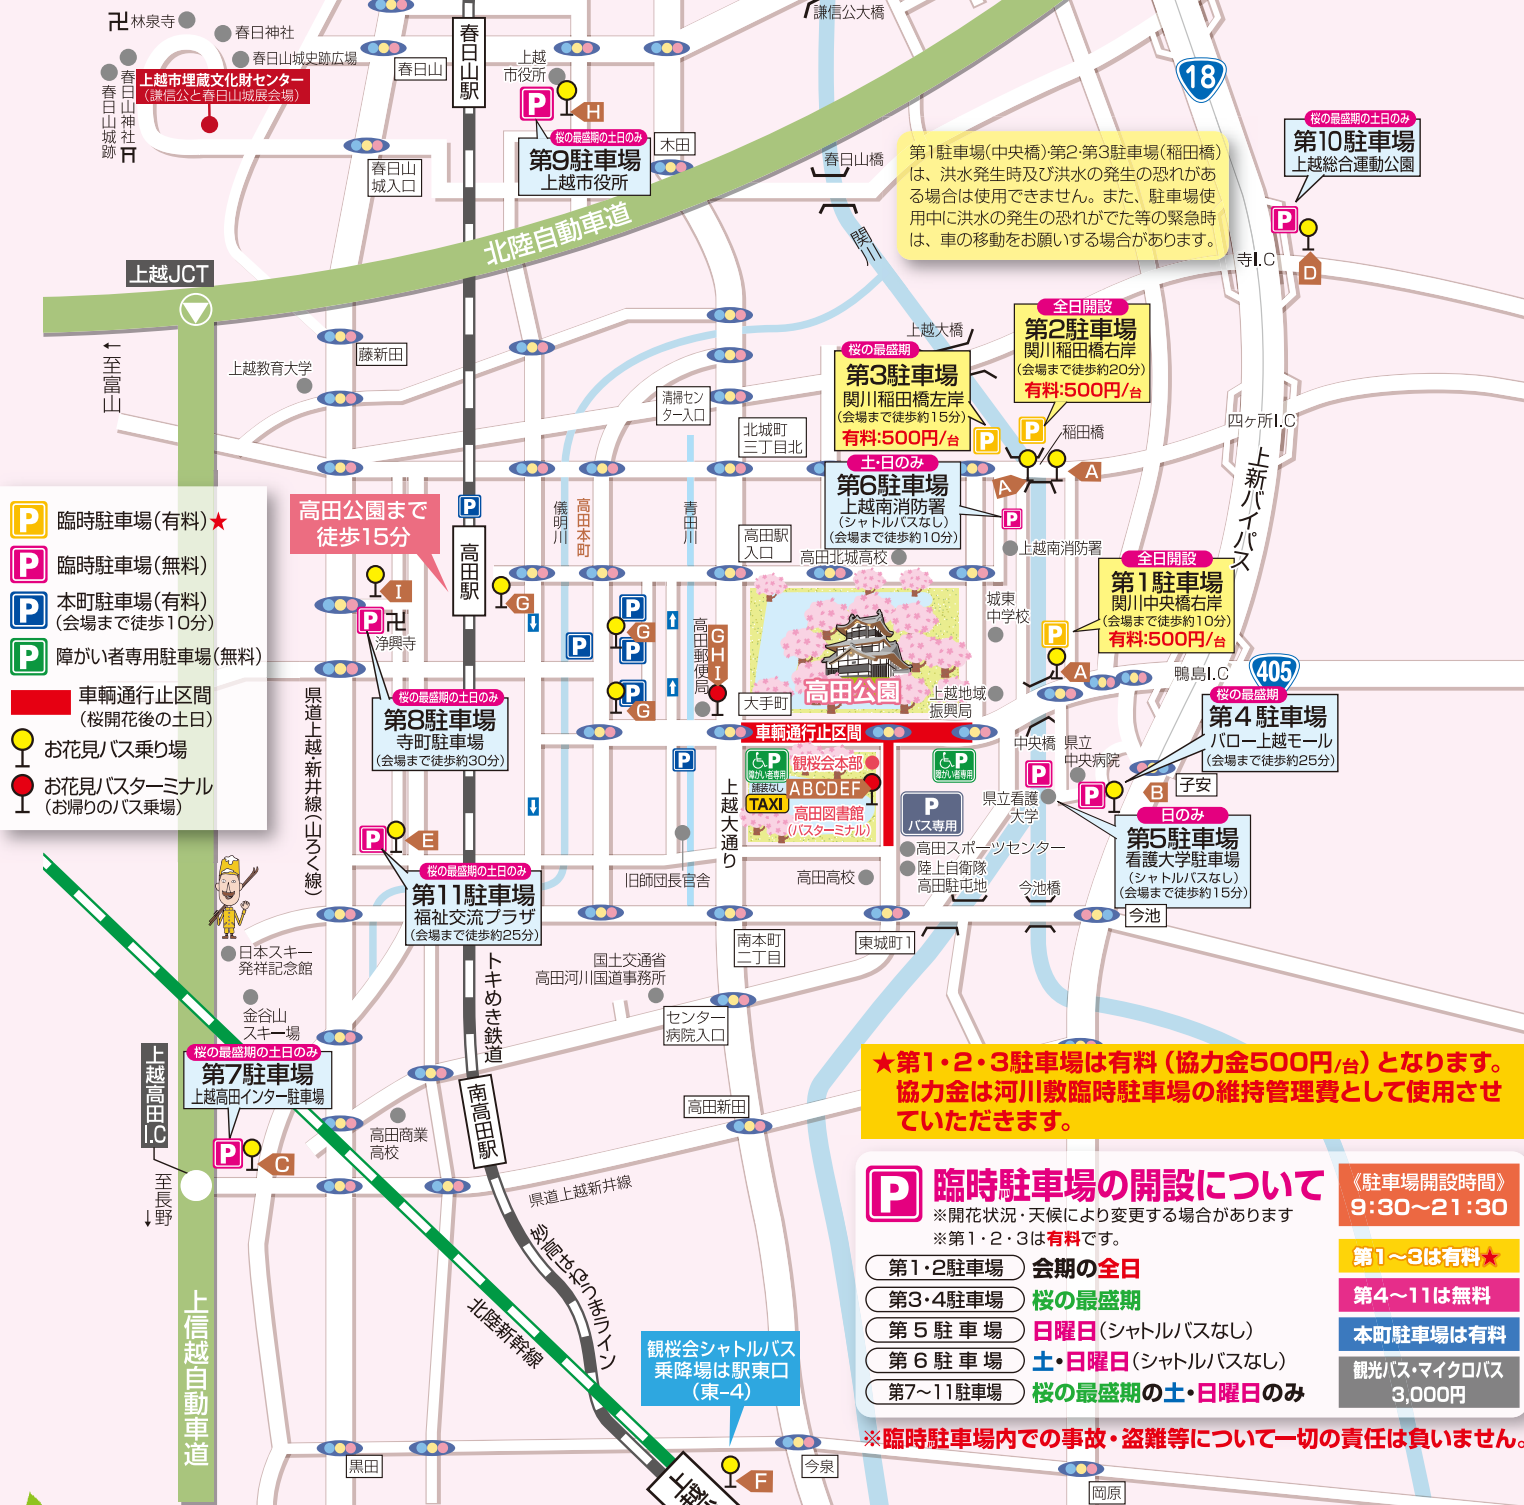 卍林泉寺
春日神社
春日山城史跡広場
春日山神社
春日山城跡
上越市埋蔵文化財センター
(謙信公と春日山城展会場)
春日山
春日山駅
上越
市役所
P
H
桜の最盛期の土日のみ
第9駐車場
上越市役所
木田
春日山
城入口
謙信公大橋
春日山橋
関川
18
第1駐車場(中央橋)・第2・第3駐車場(稲田橋)
は、洪水発生時及び洪水の発生の恐れがあ
る場合は使用できません。また、駐車場使
用中に洪水の発生の恐れがでた等の緊急時
は、車の移動をお願いする場合があります。
桜の最盛期の土日のみ
第10駐車場
上越総合運動公園
P
D
寺I.C
北陸自動車道
上越JCT
←至富山
上越教育大学
藤新田
清掃セン
ター入口
北城町
三丁目北
上越大橋
桜の最盛期
第3駐車場
関川稲田橋左岸
(会場まで徒歩約15分)
有料:500円/台
P
全日開設
第2駐車場
関川稲田橋右岸
(会場まで徒歩約20分)
有料:500円/台
P
稲田橋
A
A
四ヶ所I.C
上新バイパス
土・日のみ
第6駐車場
上越南消防署
(シャトルバスなし)
(会場まで徒歩約10分)
P
上越南消防署
P 臨時駐車場(有料)★
P 臨時駐車場(無料)
P 本町駐車場(有料)
(会場まで徒歩10分)
P 障がい者専用駐車場(無料)
車輌通行止区間
(桜開花後の土日)
お花見バス乗り場
お花見バスターミナル
(お帰りのバス乗場)
高田公園まで
徒歩15分
P
高田駅
儀明川
高田本町
青田川
高田駅
入口
高田北城高校
城東
中学校
全日開設
第1駐車場
関川中央橋右岸
(会場まで徒歩約10分)
有料:500円/台
P
A
鴨島I.C
405
I
P
卍
浄興寺
G
P
G
P
P
P
G
高田郵便局
GHI
高田公園
大手町
上越地域
振興局
車輌通行止区間
県道上越・新井線(山ろく線)
桜の最盛期の土日のみ
第8駐車場
寺町駐車場
(会場まで徒歩約30分)
P
上越大通り
P
障がい者専用
舗装なし
TAXI
観桜会本部
ABCDEF
高田図書館
(バスターミナル)
P
障がい者専用
P
バス専用
中央橋
県立
中央病院
P
県立看護
大学
P
B
子安
桜の最盛期
第4駐車場
バロー上越モール
(会場まで徒歩約25分)
日のみ
第5駐車場
看護大学駐車場
(シャトルバスなし)
(会場まで徒歩約15分)
高田スポーツセンター
陸上自衛隊
高田駐屯地
高田高校
旧師団長官舎
今池橋
今池
P
E
桜の最盛期の土日のみ
第11駐車場
福祉交流プラザ
(会場まで徒歩約25分)
日本スキー
発祥記念館
金谷山
スキー場
トキめき鉄道
国土交通省
高田河川国道事務所
南本町
二丁目
東城町1
センター
病院入口
上越高田I.C
桜の最盛期の土日のみ
第7駐車場
上越高田インター駐車場
P
C
至長野→
高田商業
高校
南高田駅
高田新田
県道上越新井線
妙高はねうまライン
北陸新幹線
上信越自動車道
★第1・2・3駐車場は有料(協力金500円/台)となります。
協力金は河川敷臨時駐車場の維持管理費として使用させ
ていただきます。
P 臨時駐車場の開設について
※開花状況・天候により変更する場合があります
※第1・2・3は有料です。
第1・2駐車場 会期の全日
第3・4駐車場 桜の最盛期
第5駐車場 日曜日(シャトルバスなし)
第6駐車場 土・日曜日(シャトルバスなし)
第7〜11駐車場 桜の最盛期の土・日曜日のみ
《駐車場開設時間》
9:30〜21:30
第1〜3は有料★
第4〜11は無料
本町駐車場は有料
観光バス・マイクロバス
3,000円
※臨時駐車場内での事故・盗難等について一切の責任は負いません。
観桜会シャトルバス
乗降場は駅東口
(東−4)
F
黒田
上越
今泉
岡原